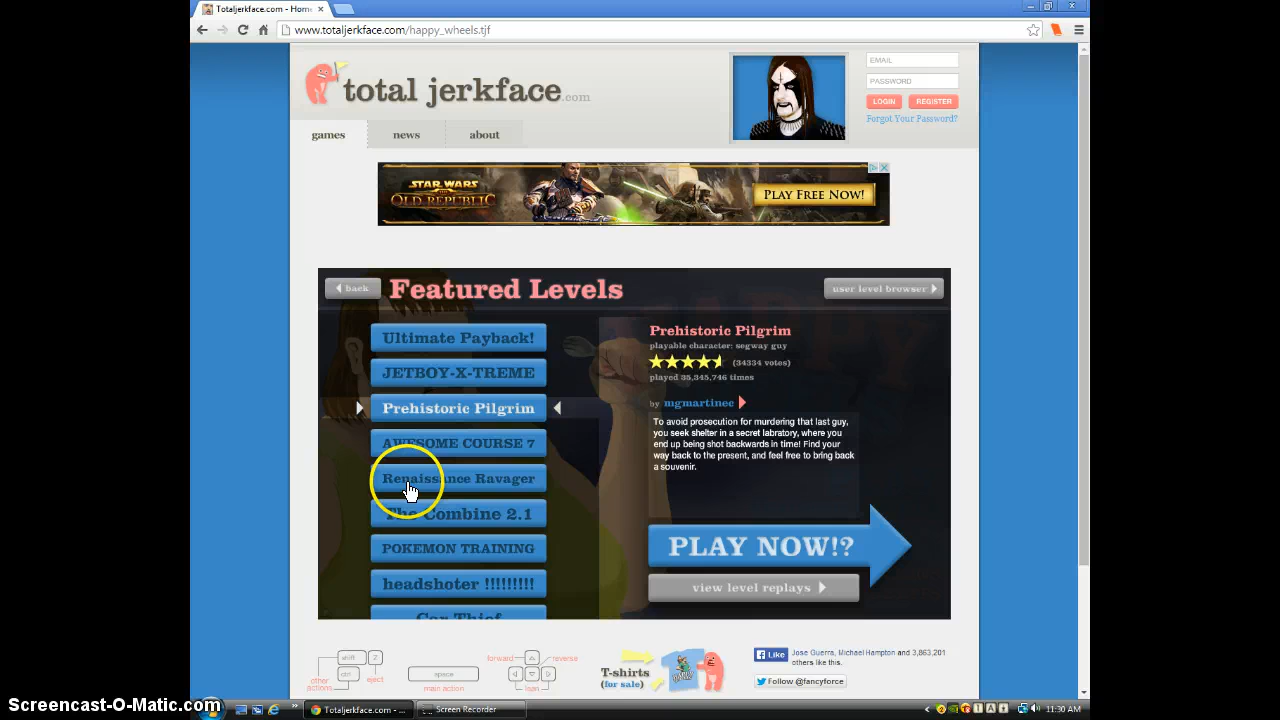 Totaljerkface.com - Home
www.totaljerkface.com/happy_wheels.tjf
total jerkface.com
EMAIL
PASSWORD
LOGIN REGISTER
Forgot Your Password?
games news about
STAR WARS
THE OLD REPUBLIC
PLAY FREE NOW!
back
Featured Levels
user level browser
Ultimate Payback!
JETBOY-X-TREME
Prehistoric Pilgrim
AWESOME COURSE 7
Renaissance Ravager
The Combine 2.1
POKEMON TRAINING
headshoter !!!!!!!!!
Car Thief
Prehistoric Pilgrim
playable character: segway guy
(34334 votes)
played 35,345,746 times
by mgmartinee
To avoid prosecution for murdering that last guy,
you seek shelter in a secret labratory, where you
end up being shot backwards in time! Find your
way back to the present, and feel free to bring back
a souvenir.
PLAY NOW!?
view level replays
shift Z
ctrl
eject
other
actions
space
main action
forward
reverse
lean
T-shirts
(for sale)
Like
Jose Guerra, Michael Hampton and 3,863,201
others like this.
Follow @fancyforce
Screencast-O-Matic.com
Totaljerkface.com - ...
Screen Recorder
11:30 AM